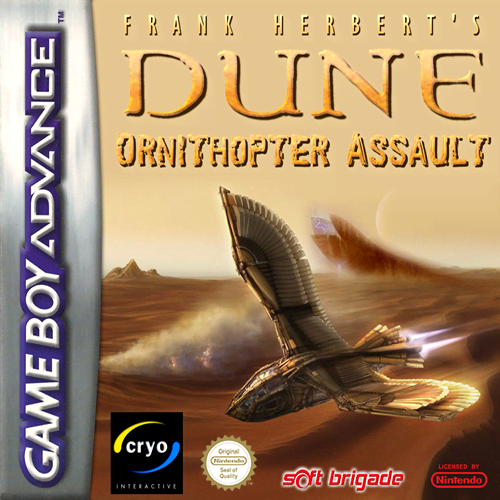 FRANK HERBERT'S
DUNE
ORNITHOPTER ASSAULT
GAME BOY ADVANCE
TM
cryo
INTERACTIVE
Original
Nintendo
Seal of
Quality
soft brigade
LICENSED BY
Nintendo